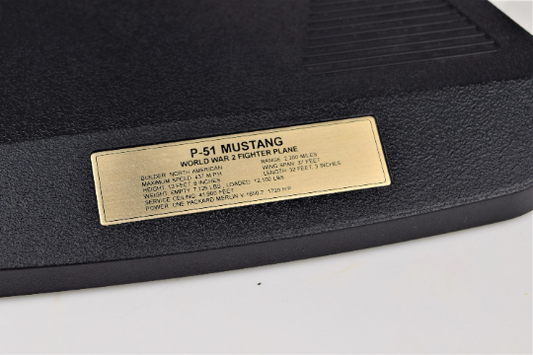 P-51 MUSTANG
WORLD WAR 2 FIGHTER PLANE
BUILDER: NORTH AMERICAN RANGE: 2,300 MILES
MAXIMUM SPEED: 437 M.P.H. WING SPAN: 37 FEET
HEIGHT: 13 FEET, 8 INCHES LENGTH: 32 FEET, 3 INCHES
WEIGHT: EMPTY 7,125 LBS. LOADED: 12,100 LBS.
SERVICE CEILING: 41,900 FEET
POWER: ONE PACKARD MERLIN V-1650-7 1720 H.P.